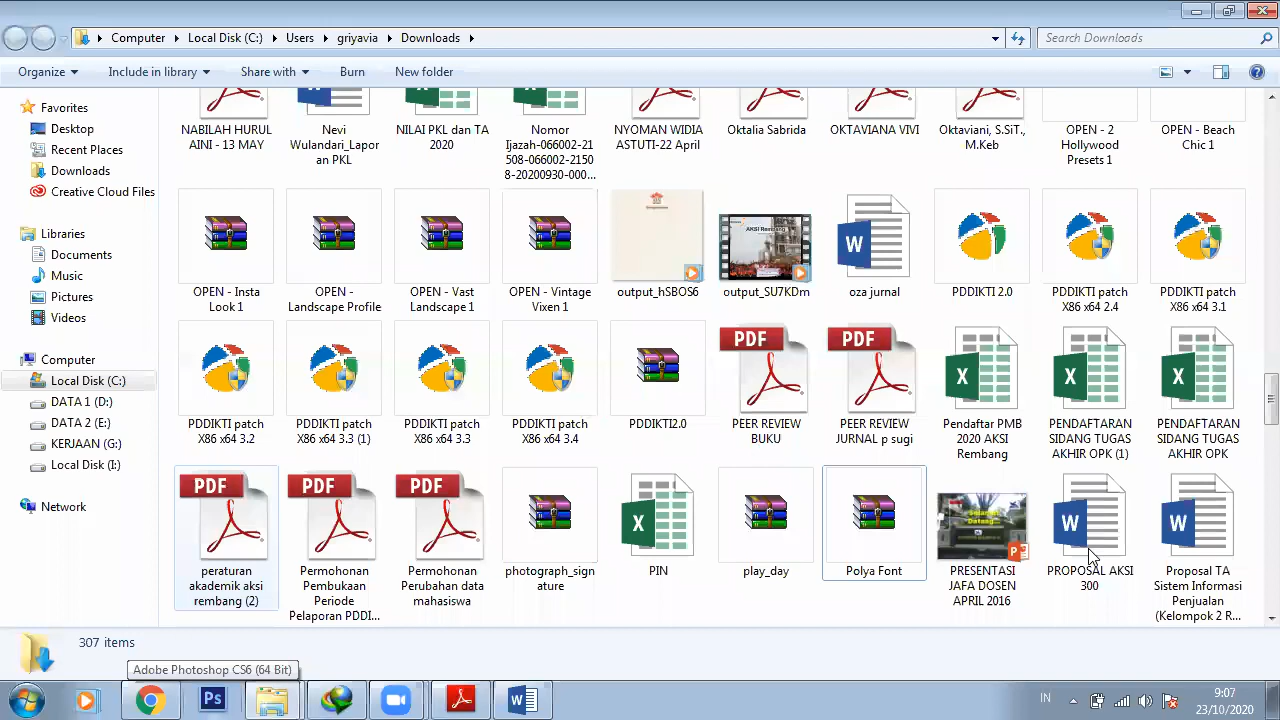 Computer
Local Disk (C:)
Users
griyavia
Downloads
Search Downloads
Organize
Include in library
Share with
Burn
New folder
Favorites
Desktop
Recent Places
Downloads
Creative Cloud Files
Libraries
Documents
Music
Pictures
Videos
Computer
Local Disk (C:)
DATA 1 (D:)
DATA 2 (E:)
KERJAAN (G:)
Local Disk (I:)
Network
NABILAH HURUL
AINI - 13 MAY
Nevi
Wulandari_Lapor
an PKL
NILAI PKL dan TA
2020
Nomor
Ijazah-066002-21
508-066002-2150
8-20200930-000...
NYOMAN WIDIA
ASTUTI-22 April
Oktalia Sabrida
OKTAVIANA VIVI
Oktaviani, S.SiT.,
M.Keb
OPEN - 2
Hollywood
Presets 1
OPEN - Beach
Chic 1
OPEN - Insta
Look 1
OPEN -
Landscape Profile
OPEN - Vast
Landscape 1
OPEN - Vintage
Vixen 1
output_hSBOS6
AKSI Rembang
output_SU7KDm
W
oza jurnal
PDDIKTI 2.0
PDDIKTI patch
X86 x64 2.4
PDDIKTI patch
X86 x64 3.1
PDDIKTI patch
X86 x64 3.2
PDDIKTI patch
X86 x64 3.3 (1)
PDDIKTI patch
X86 x64 3.3
PDDIKTI patch
X86 x64 3.4
PDDIKTI2.0
PDF
PEER REVIEW
BUKU
PDF
PEER REVIEW
JURNAL p sugi
X
Pendaftar PMB
2020 AKSI
Rembang
X
PENDAFTARAN
SIDANG TUGAS
AKHIR OPK (1)
X
PENDAFTARAN
SIDANG TUGAS
AKHIR OPK
PDF
peraturan
akademik aksi
rembang (2)
PDF
Permohonan
Pembukaan
Periode
Pelaporan PDDI...
PDF
Permohonan
Perubahan data
mahasiswa
photograph_sign
ature
X
PIN
play_day
Polya Font
Selamat
Datang...
P
PRESENTASI
JAFA DOSEN
APRIL 2016
W
PROPOSAL AKSI
300
W
Proposal TA
Sistem Informasi
Penjualan
(Kelompok 2 R...
307 items
Adobe Photoshop CS6 (64 Bit)
Ps
W
IN
9:07
23/10/2020